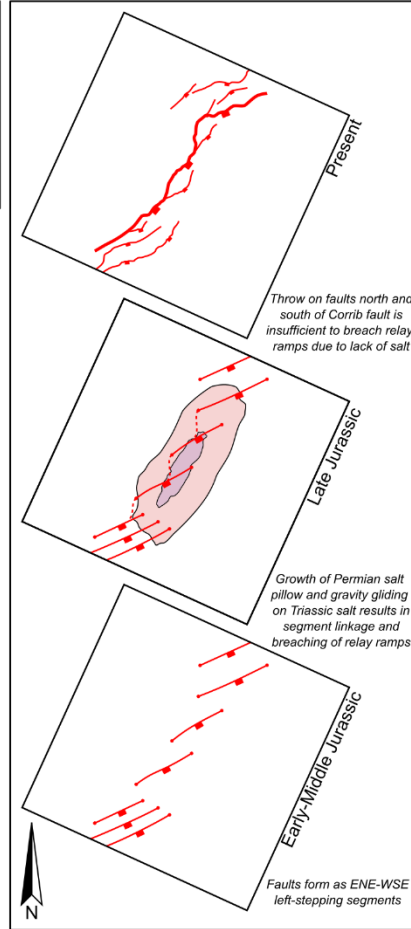 Present
Throw on faults north and
south of Corrib fault is
insufficient to breach relay
ramps due to lack of salt
Late Jurassic
Growth of Permian salt
pillow and gravity gliding
on Triassic salt results in
segment linkage and
breaching of relay ramps
Early-Middle Jurassic
Faults form as ENE-WSE
left-stepping segments
N